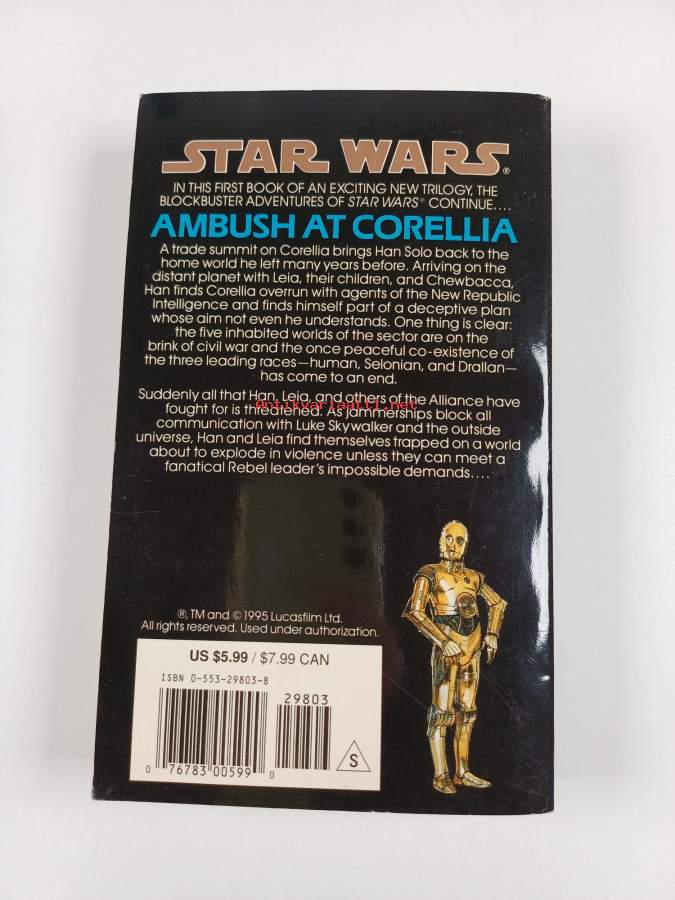 STAR WARS®
IN THIS FIRST BOOK OF AN EXCITING NEW TRILOGY, THE
BLOCKBUSTER ADVENTURES OF STAR WARS® CONTINUE....
AMBUSH AT CORELLIA
A trade summit on Corellia brings Han Solo back to the
home world he left many years before. Arriving on the
distant planet with Leia, their children, and Chewbacca,
Han finds Corellia overrun with agents of the New Republic
Intelligence and finds himself part of a deceptive plan
whose aim not even he understands. One thing is clear:
the five inhabited worlds of the sector are on the
brink of civil war and the once peaceful co-existence of
the three leading races—human, Selonian, and Drallan—
has come to an end.
Suddenly all that Han, Leia, and others of the Alliance have
fought for is threatened. As jammerships block all
Antikvariaatti.net
communication with Luke Skywalker and the outside
universe, Han and Leia find themselves trapped on a world
about to explode in violence unless they can meet a
fanatical Rebel leader's impossible demands....
®, TM and © 1995 Lucasfilm Ltd.
All rights reserved. Used under authorization.
US $5.99 / $7.99 CAN
ISBN 0-553-29803-8
29803
0 76783 00599 0
S